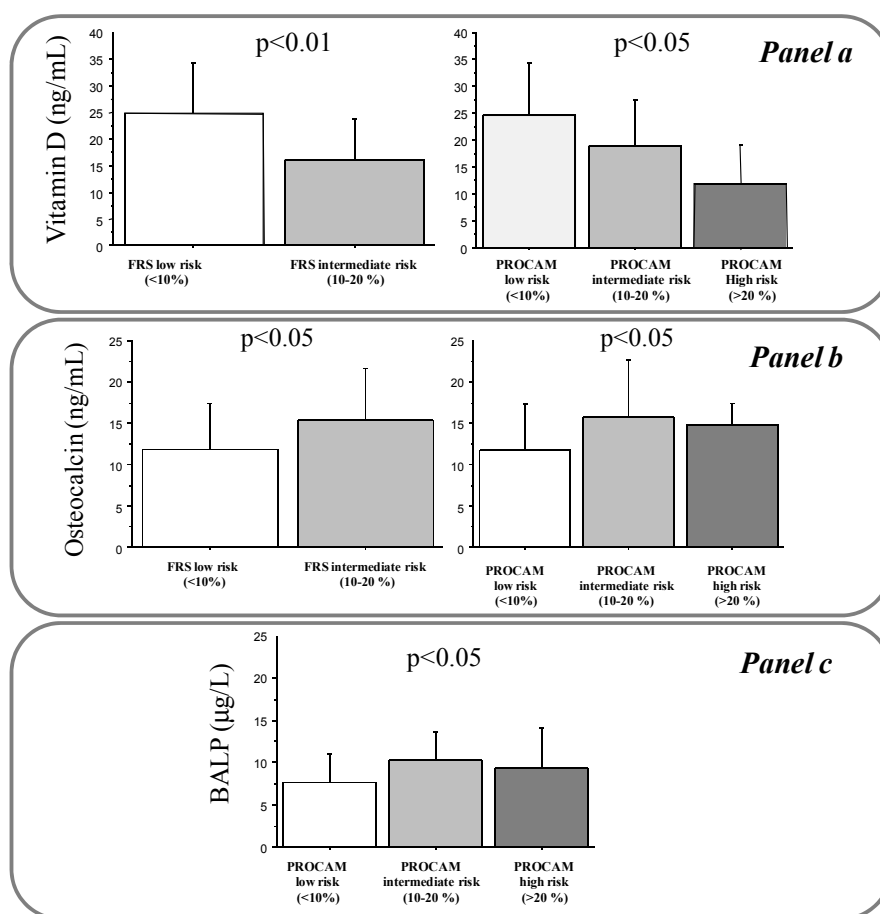 p<0.01
p<0.05
Panel a
Vitamin D (ng/mL)
40
35
30
25
20
15
10
5
0
40
35
30
25
20
15
10
5
0
FRS low risk
(<10%)
FRS intermediate risk
(10-20 %)
PROCAM
low risk
(<10%)
PROCAM
intermediate risk
(10-20 %)
PROCAM
High risk
(>20 %)
p<0.05
p<0.05
Panel b
Osteocalcin (ng/mL)
25
20
15
10
5
0
25
20
15
10
5
0
FRS low risk
(<10%)
FRS intermediate risk
(10-20 %)
PROCAM
low risk
(<10%)
PROCAM
intermediate risk
(10-20 %)
PROCAM
high risk
(>20 %)
p<0.05
Panel c
BALP (µg/L)
25
20
15
10
5
0
PROCAM
low risk
(<10%)
PROCAM
intermediate risk
(10-20 %)
PROCAM
high risk
(>20 %)